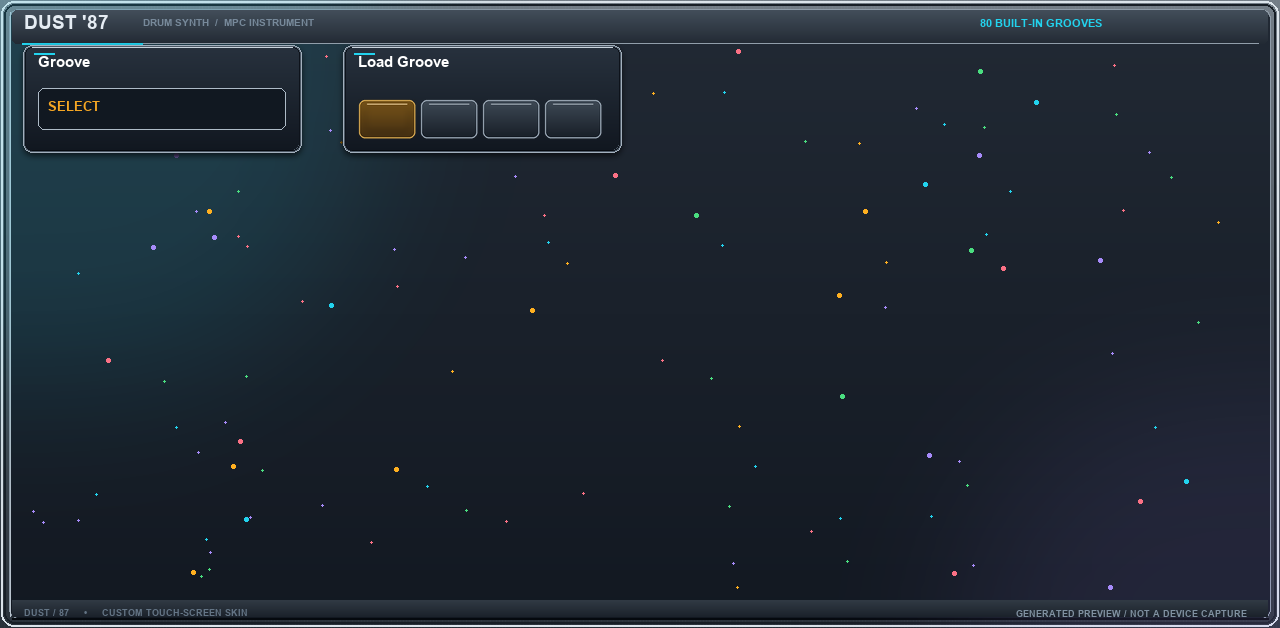 DUST '87
DRUM SYNTH / MPC INSTRUMENT
80 BUILT-IN GROOVES
Groove
SELECT
Load Groove
DUST / 87 • CUSTOM TOUCH-SCREEN SKIN
GENERATED PREVIEW / NOT A DEVICE CAPTURE